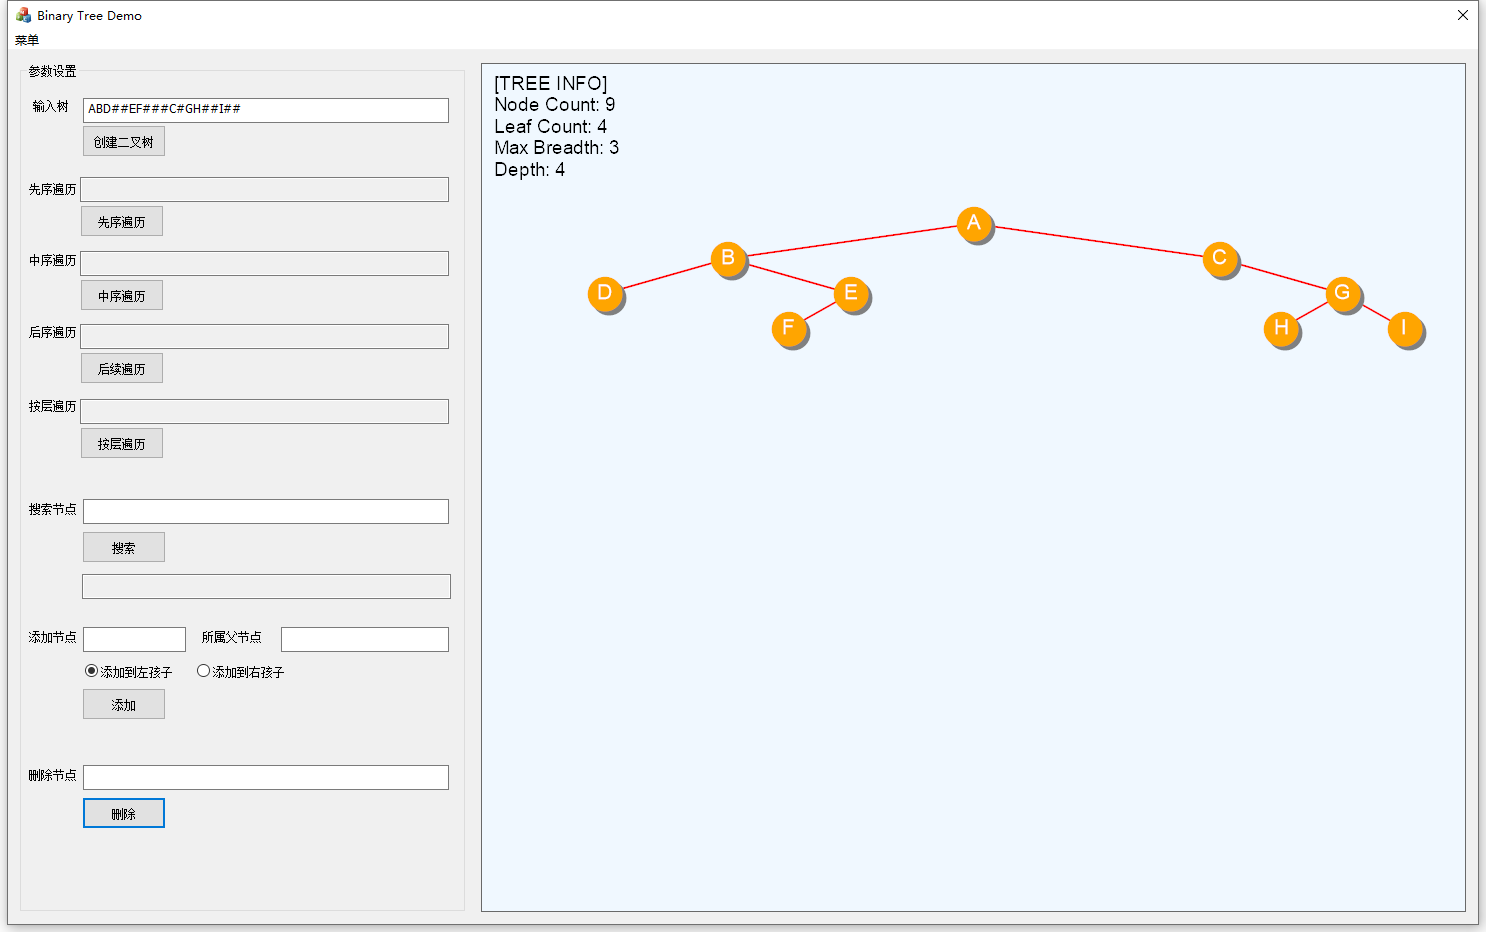 Binary Tree Demo
菜单
参数设置
输入树 ABD##EF###C#GH##I##
创建二叉树
先序遍历
先序遍历
中序遍历
中序遍历
后序遍历
后续遍历
按层遍历
按层遍历
搜索节点
搜索
添加节点 所属父节点
添加到左孩子 添加到右孩子
添加
删除节点
删除
[TREE INFO]
Node Count: 9
Leaf Count: 4
Max Breadth: 3
Depth: 4
A
B C
D E G
F H I